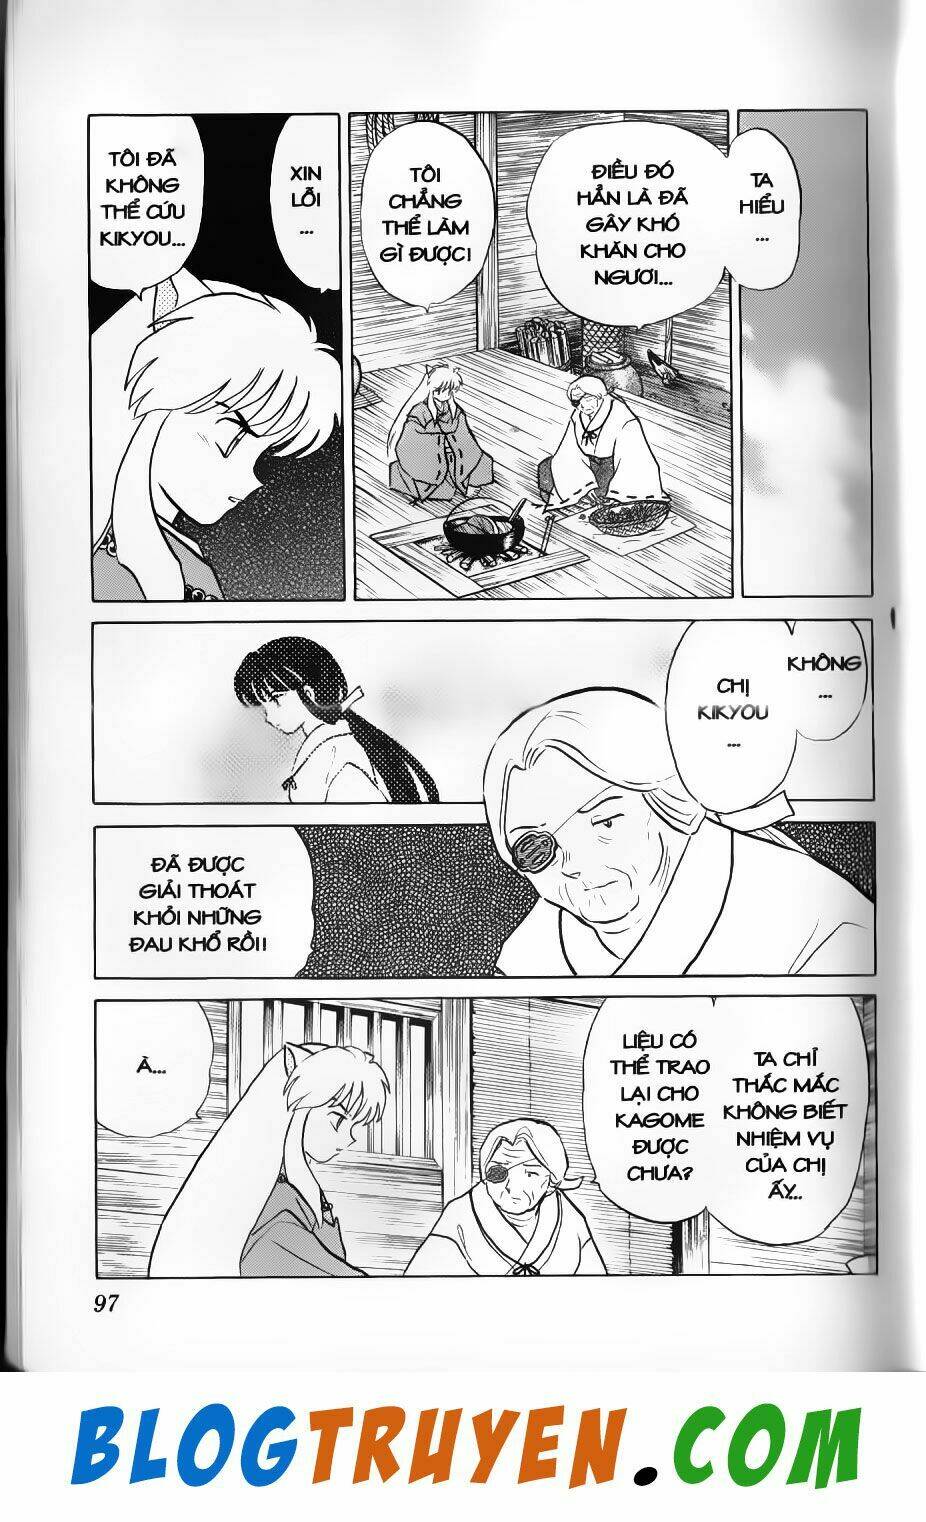 TA
HIỂU
...
ĐIỀU ĐÓ
HẲN LÀ ĐÃ
GÂY KHÓ
KHĂN CHO
NGƯƠI...
TÔI
CHẲNG
THỂ LÀM
GÌ ĐƯỢC!
XIN
LỖI
...
TÔI ĐÃ
KHÔNG
THỂ CỨU
KIKYOU...
KHÔNG
...
CHỊ
KIKYOU
...
ĐÃ ĐƯỢC
GIẢI THOÁT
KHỎI NHỮNG
ĐAU KHỔ RỒI!
TA CHỈ
THẮC MẮC
KHÔNG BIẾT
NHIỆM VỤ
CỦA CHỊ
ẤY...
LIỆU CÓ
THỂ TRAO
LẠI CHO
KAGOME
ĐƯỢC
CHƯA?
À...
97
BLOGTRUYEN.COM